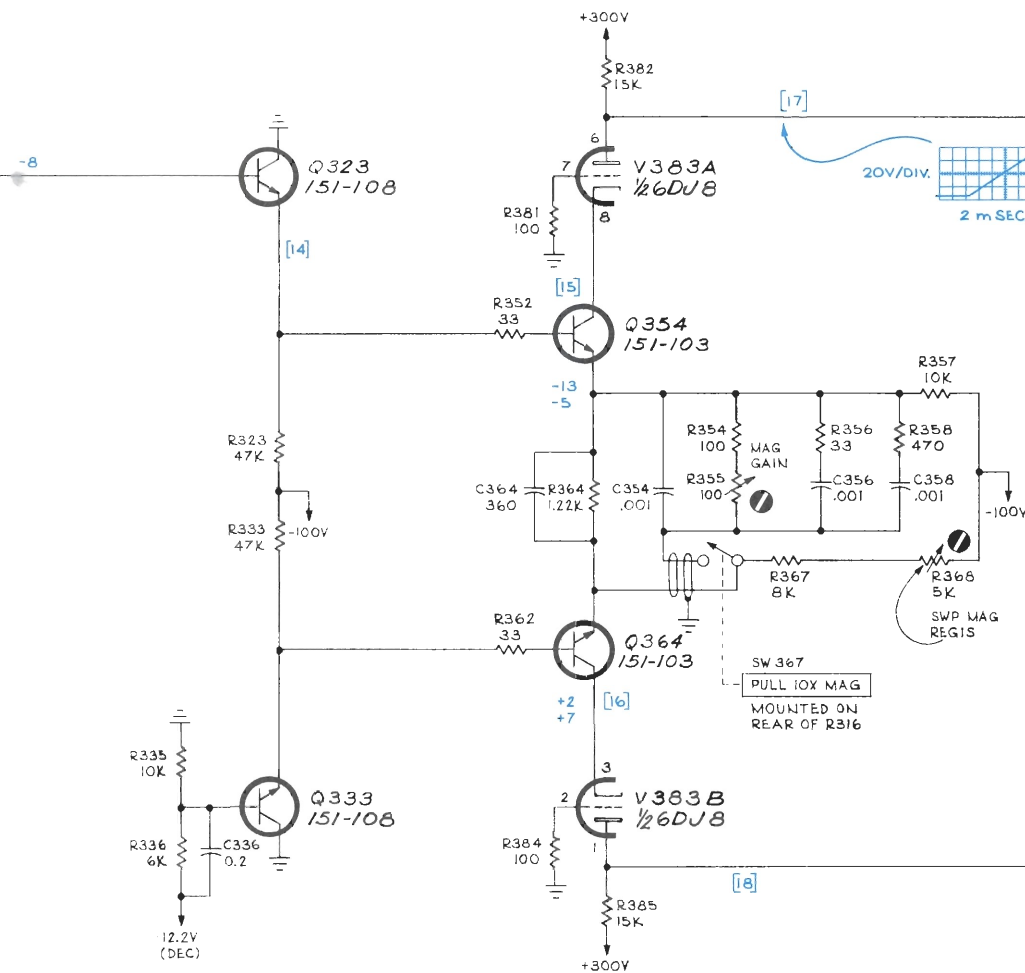 +300V
R382
15K
[17]
-8
Q323
151-108
6
7
V383A
1/2 6DJ8
8
R381
100
20V/DIV.
2 m SEC
[14]
[15]
R352
33
Q354
151-103
-13
-5
R357
10K
R323
47K
R354
100
R356
33
R358
470
MAG
GAIN
C364
360
R364
1.22K
C354
.001
R355
100
C356
.001
C358
.001
-100V
R333
47K
-100V
R367
8K
R368
5K
SWP MAG
REGIS
R362
33
Q364
151-103
SW 367
PULL 10X MAG
MOUNTED ON
REAR OF R316
+2
+7
[16]
R335
10K
Q333
151-108
3
2
V383B
1/2 6DJ8
1
R336
6K
C336
0.2
R384
100
[18]
R385
15K
-12.2V
(DEC)
+300V